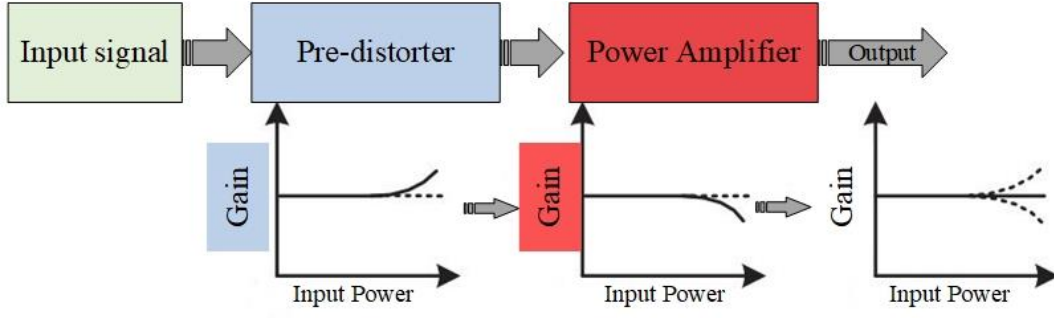 Input signal
Pre-distorter
Power Amplifier
Output
Gain
Input Power
Gain
Input Power
Gain
Input Power